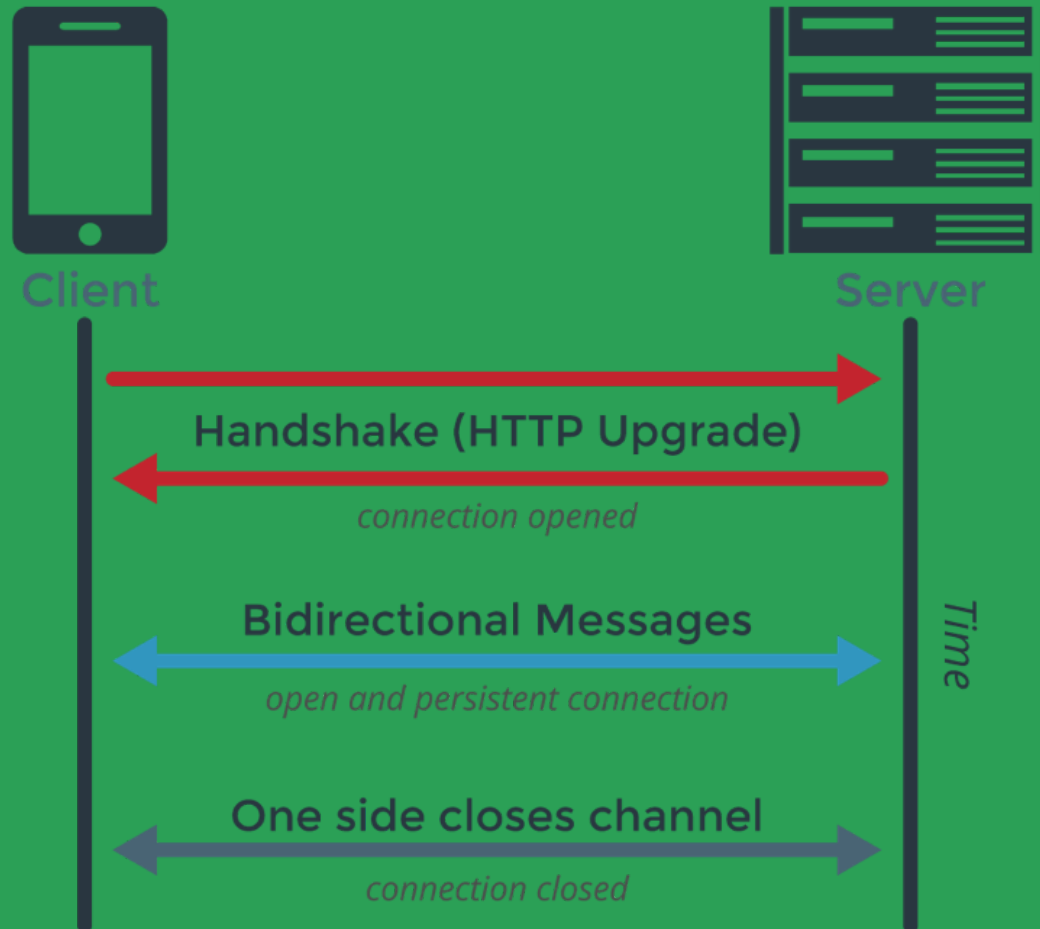 Client
Server
Handshake (HTTP Upgrade)
connection opened
Bidirectional Messages
open and persistent connection
Time
One side closes channel
connection closed